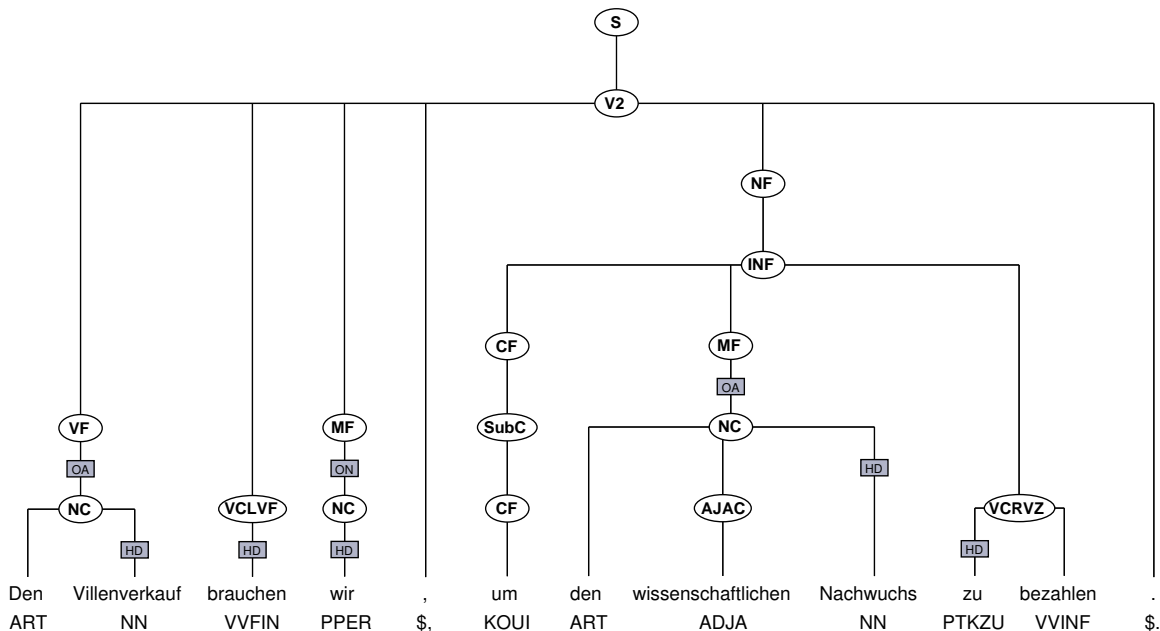 S
V2
NF
INF
CF MF
OA
VF MF SubC NC
OA ON HD
NC VCLVF NC CF AJAC VCRVZ
HD HD HD HD
Den Villenverkauf brauchen wir , um den wissenschaftlichen Nachwuchs zu bezahlen .
ART NN VVFIN PPER $, KOUI ART ADJA NN PTKZU VVINF $.